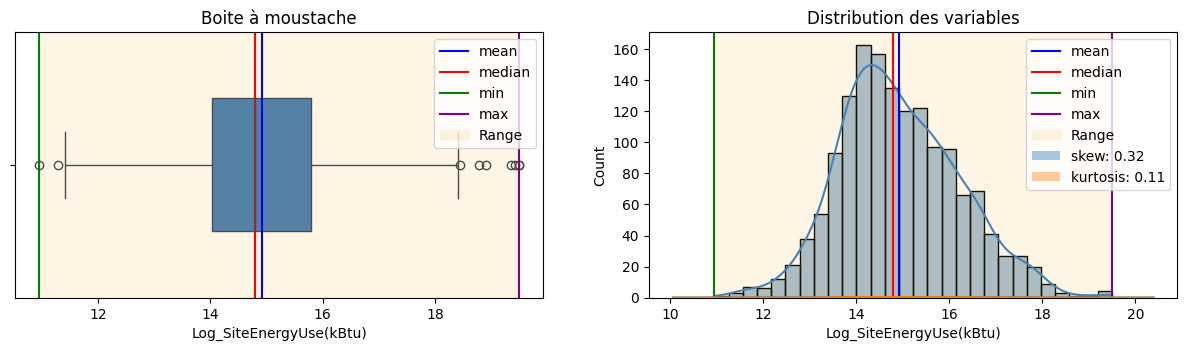 Boite à moustache
mean
median
min
max
Range
12
14
16
18
Log_SiteEnergyUse(kBtu)
Distribution des variables
mean
median
min
max
Range
skew: 0.32
kurtosis: 0.11
Count
160
140
120
100
80
60
40
20
0
10
12
14
16
18
20
Log_SiteEnergyUse(kBtu)